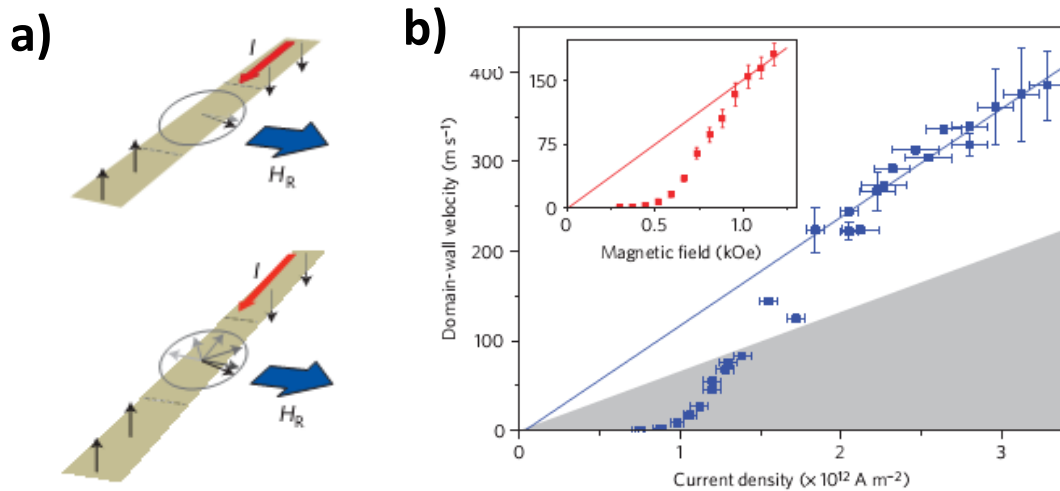 a)
I
H_R
I
H_R
b)
Domain-wall velocity (m s⁻¹)
400
300
200
100
0
150
75
0
0
0.5
1.0
Magnetic field (kOe)
0
1
2
3
Current density (× 10¹² A m⁻²)